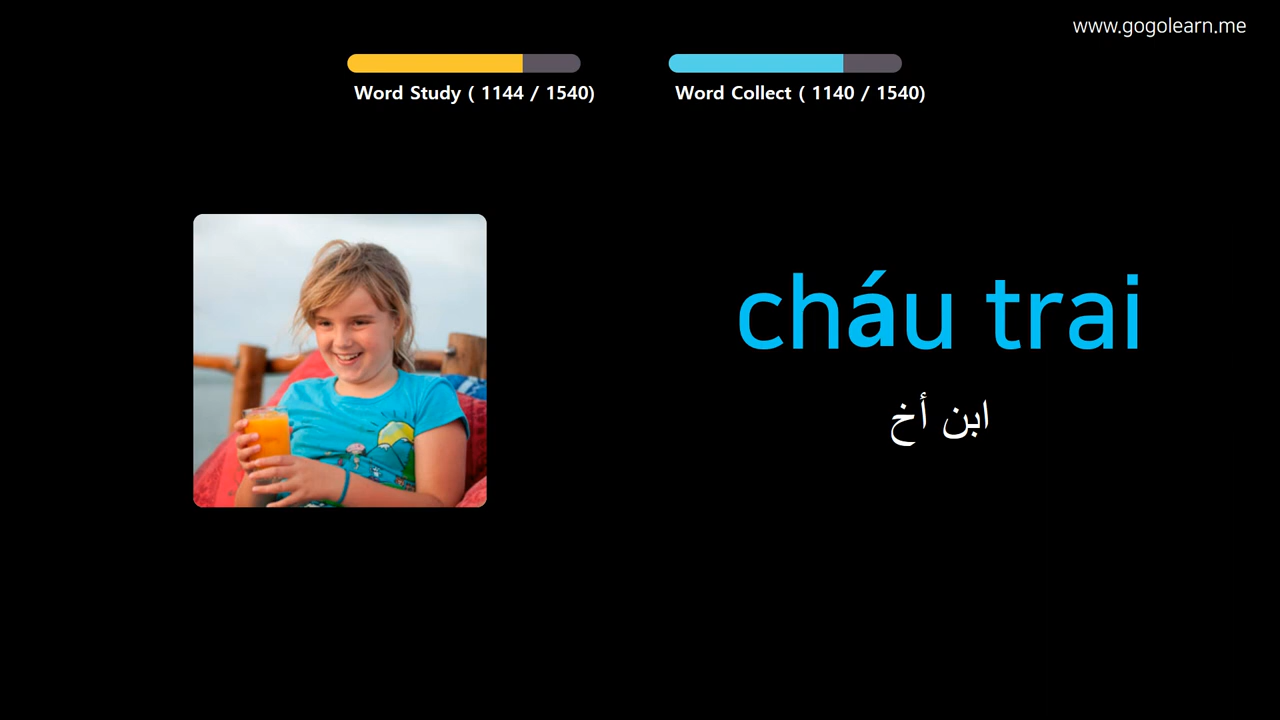 www.gogolearn.me
Word Study ( 1144 / 1540)
Word Collect ( 1140 / 1540)
cháu trai
ابن أخ